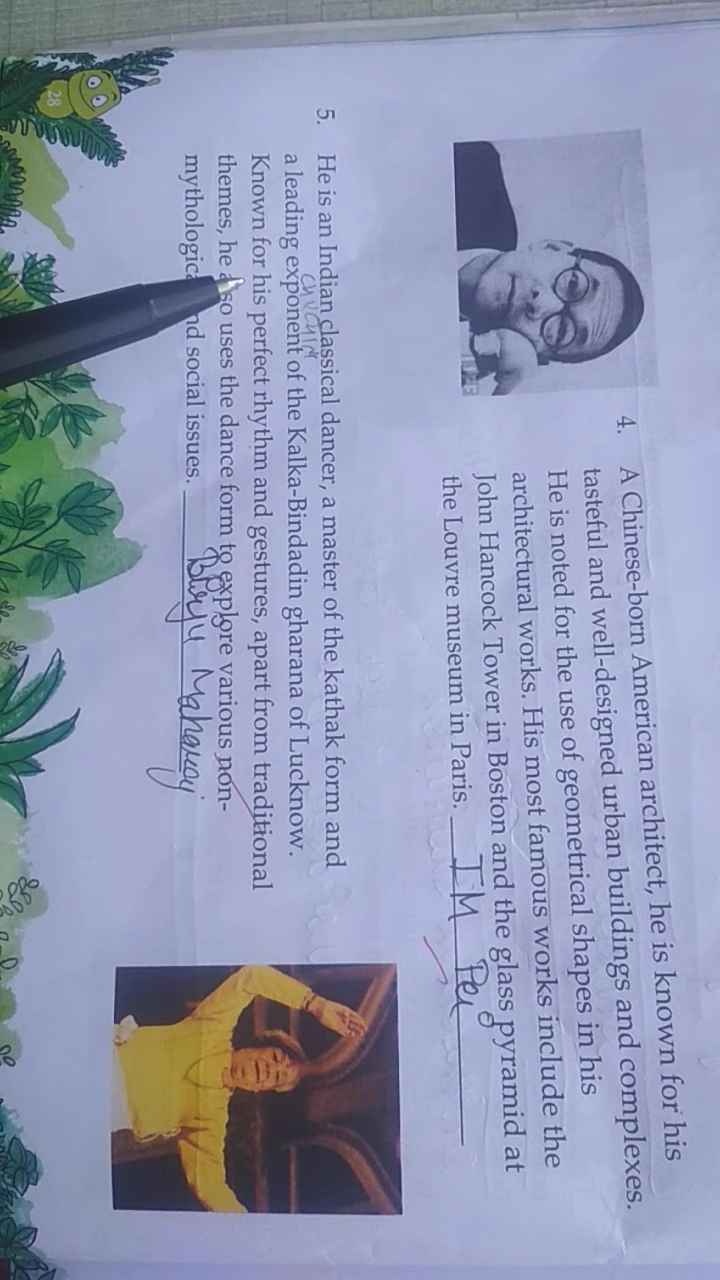 4. A Chinese-born American architect, he is known for his
tasteful and well-designed urban buildings and complexes.
He is noted for the use of geometrical shapes in his
architectural works. His most famous works include the
John Hancock Tower in Boston and the glass pyramid at
the Louvre museum in Paris. I M Pei
5. He is an Indian classical dancer, a master of the kathak form and
a leading exponent of the Kalka-Bindadin gharana of Lucknow.
Known for his perfect rhythm and gestures, apart from traditional
themes, he also uses the dance form to explore various non-
mythological and social issues. Birju Maharaj
28